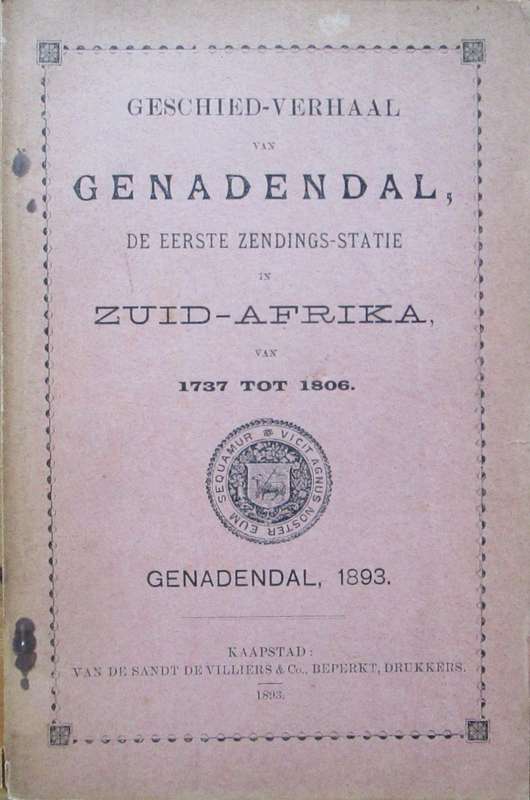 GESCHIED-VERHAAL
VAN
GENADENDAL,
DE EERSTE ZENDINGS-STATIE
IN
ZUID-AFRIKA,
VAN
1737 TOT 1806.
VICIT AGNUS NOSTER EUM SEQUAMUR
GENADENDAL, 1893.
KAAPSTAD:
VAN DE SANDT DE VILLIERS & Co., BEPERKT, DRUKKERS.
1893.